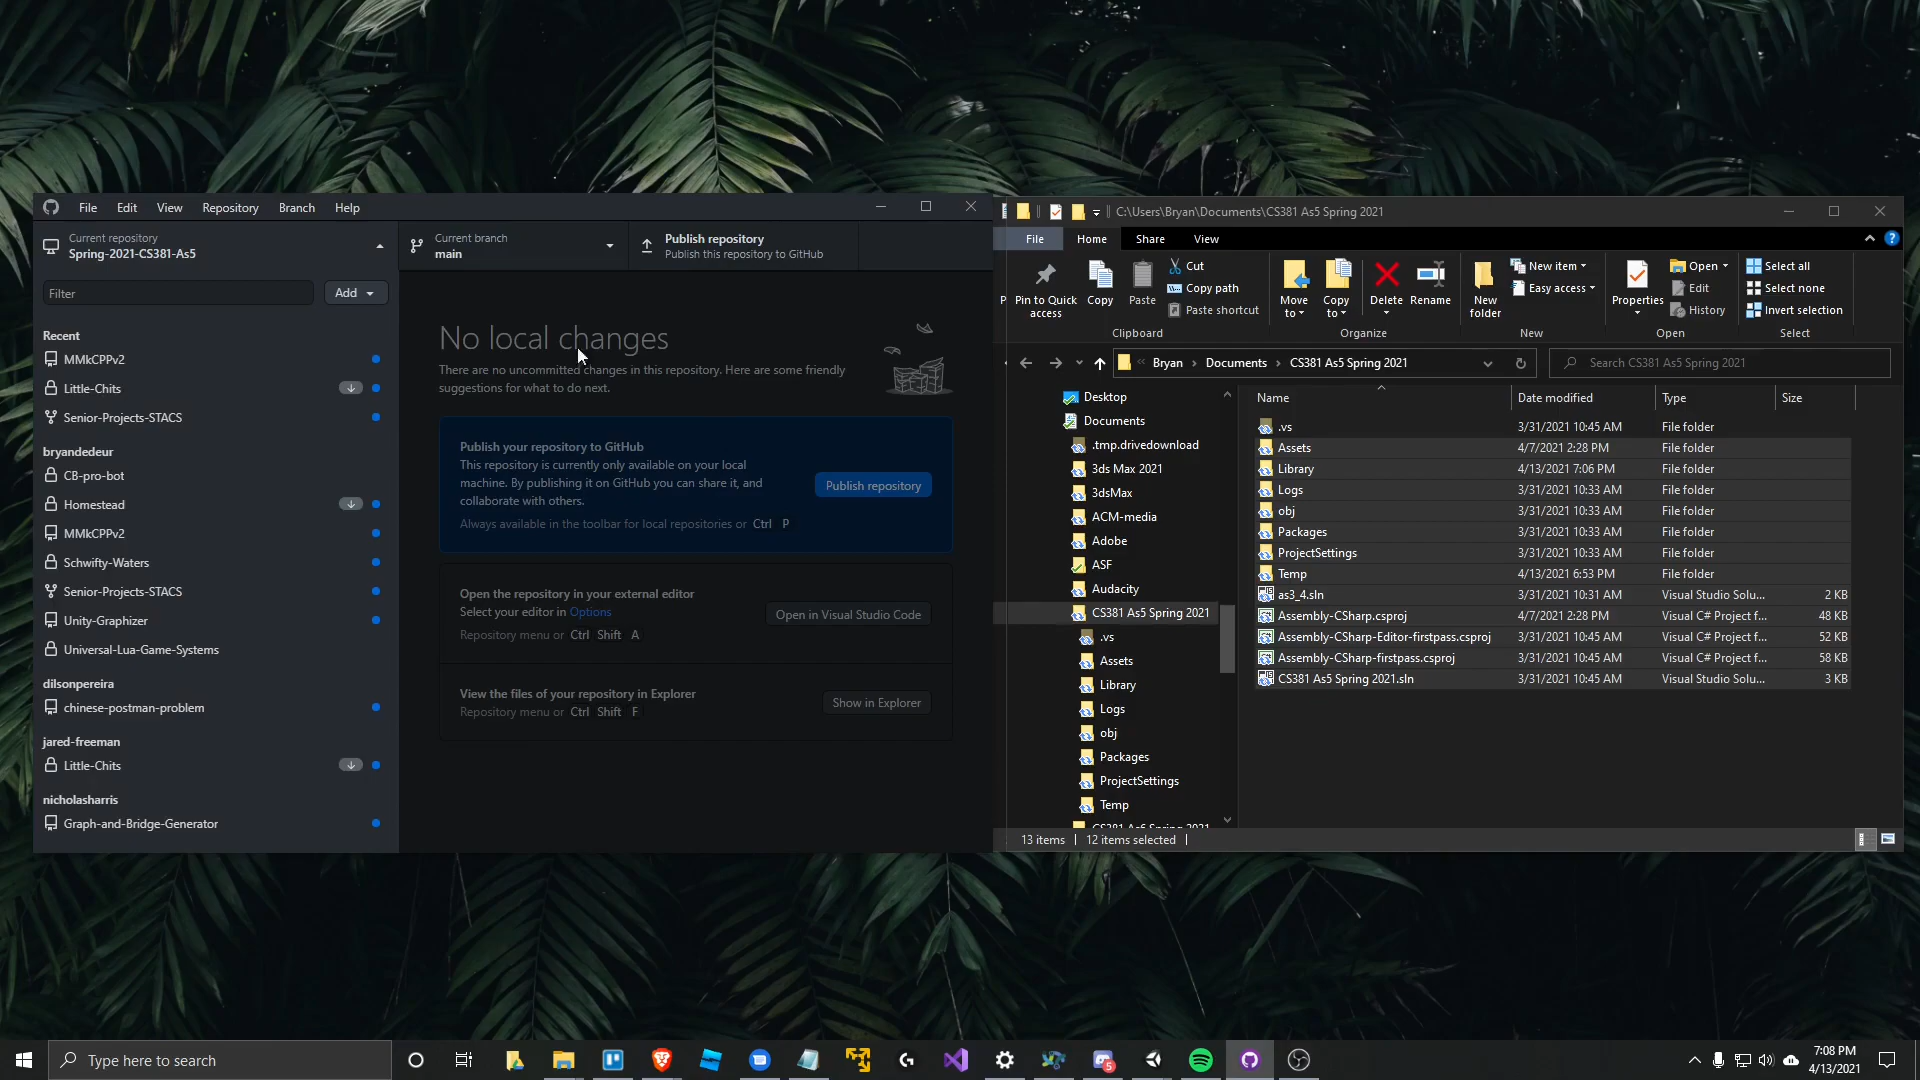 File Edit View Repository Branch Help
Current repository
Spring-2021-CS381-As5
Current branch
main
Publish repository
Publish this repository to GitHub
Filter
Add
Recent
MMkCPPv2
Little-Chits
Senior-Projects-STACS
bryandedeur
CB-pro-bot
Homestead
MMkCPPv2
Schwifty-Waters
Senior-Projects-STACS
Unity-Graphizer
Universal-Lua-Game-Systems
dilsonpereira
chinese-postman-problem
jared-freeman
Little-Chits
nicholasharris
Graph-and-Bridge-Generator
No local changes
There are no uncommitted changes in this repository. Here are some friendly
suggestions for what to do next.
Publish your repository to GitHub
This repository is currently only available on your local
machine. By publishing it on GitHub you can share it, and
collaborate with others.
Always available in the toolbar for local repositories or Ctrl P
Publish repository
Open the repository in your external editor
Select your editor in Options
Repository menu or Ctrl Shift A
Open in Visual Studio Code
View the files of your repository in Explorer
Repository menu or Ctrl Shift F
Show in Explorer
C:\Users\Bryan\Documents\CS381 As5 Spring 2021
File Home Share View
Pin to Quick
access
Copy
Paste
Cut
Copy path
Paste shortcut
Clipboard
Move
to
Copy
to
Delete
Rename
Organize
New
folder
New item
Easy access
New
Properties
Open
Edit
History
Open
Select all
Select none
Invert selection
Select
« Bryan › Documents › CS381 As5 Spring 2021
Search CS381 As5 Spring 2021
Desktop
Documents
.tmp.drivedownload
3ds Max 2021
3dsMax
ACM-media
Adobe
ASF
Audacity
CS381 As5 Spring 2021
.vs
Assets
Library
Logs
obj
Packages
ProjectSettings
Temp
CS381 As6 Spring 2021
Name Date modified Type Size
.vs 3/31/2021 10:45 AM File folder
Assets 4/7/2021 2:28 PM File folder
Library 4/13/2021 7:06 PM File folder
Logs 3/31/2021 10:33 AM File folder
obj 3/31/2021 10:33 AM File folder
Packages 3/31/2021 10:33 AM File folder
ProjectSettings 3/31/2021 10:33 AM File folder
Temp 4/13/2021 6:53 PM File folder
as3_4.sln 3/31/2021 10:31 AM Visual Studio Solu... 2 KB
Assembly-CSharp.csproj 4/7/2021 2:28 PM Visual C# Project f... 48 KB
Assembly-CSharp-Editor-firstpass.csproj 3/31/2021 10:45 AM Visual C# Project f... 52 KB
Assembly-CSharp-firstpass.csproj 3/31/2021 10:45 AM Visual C# Project f... 58 KB
CS381 As5 Spring 2021.sln 3/31/2021 10:45 AM Visual Studio Solu... 3 KB
13 items 12 items selected
Type here to search
5
7:08 PM
4/13/2021